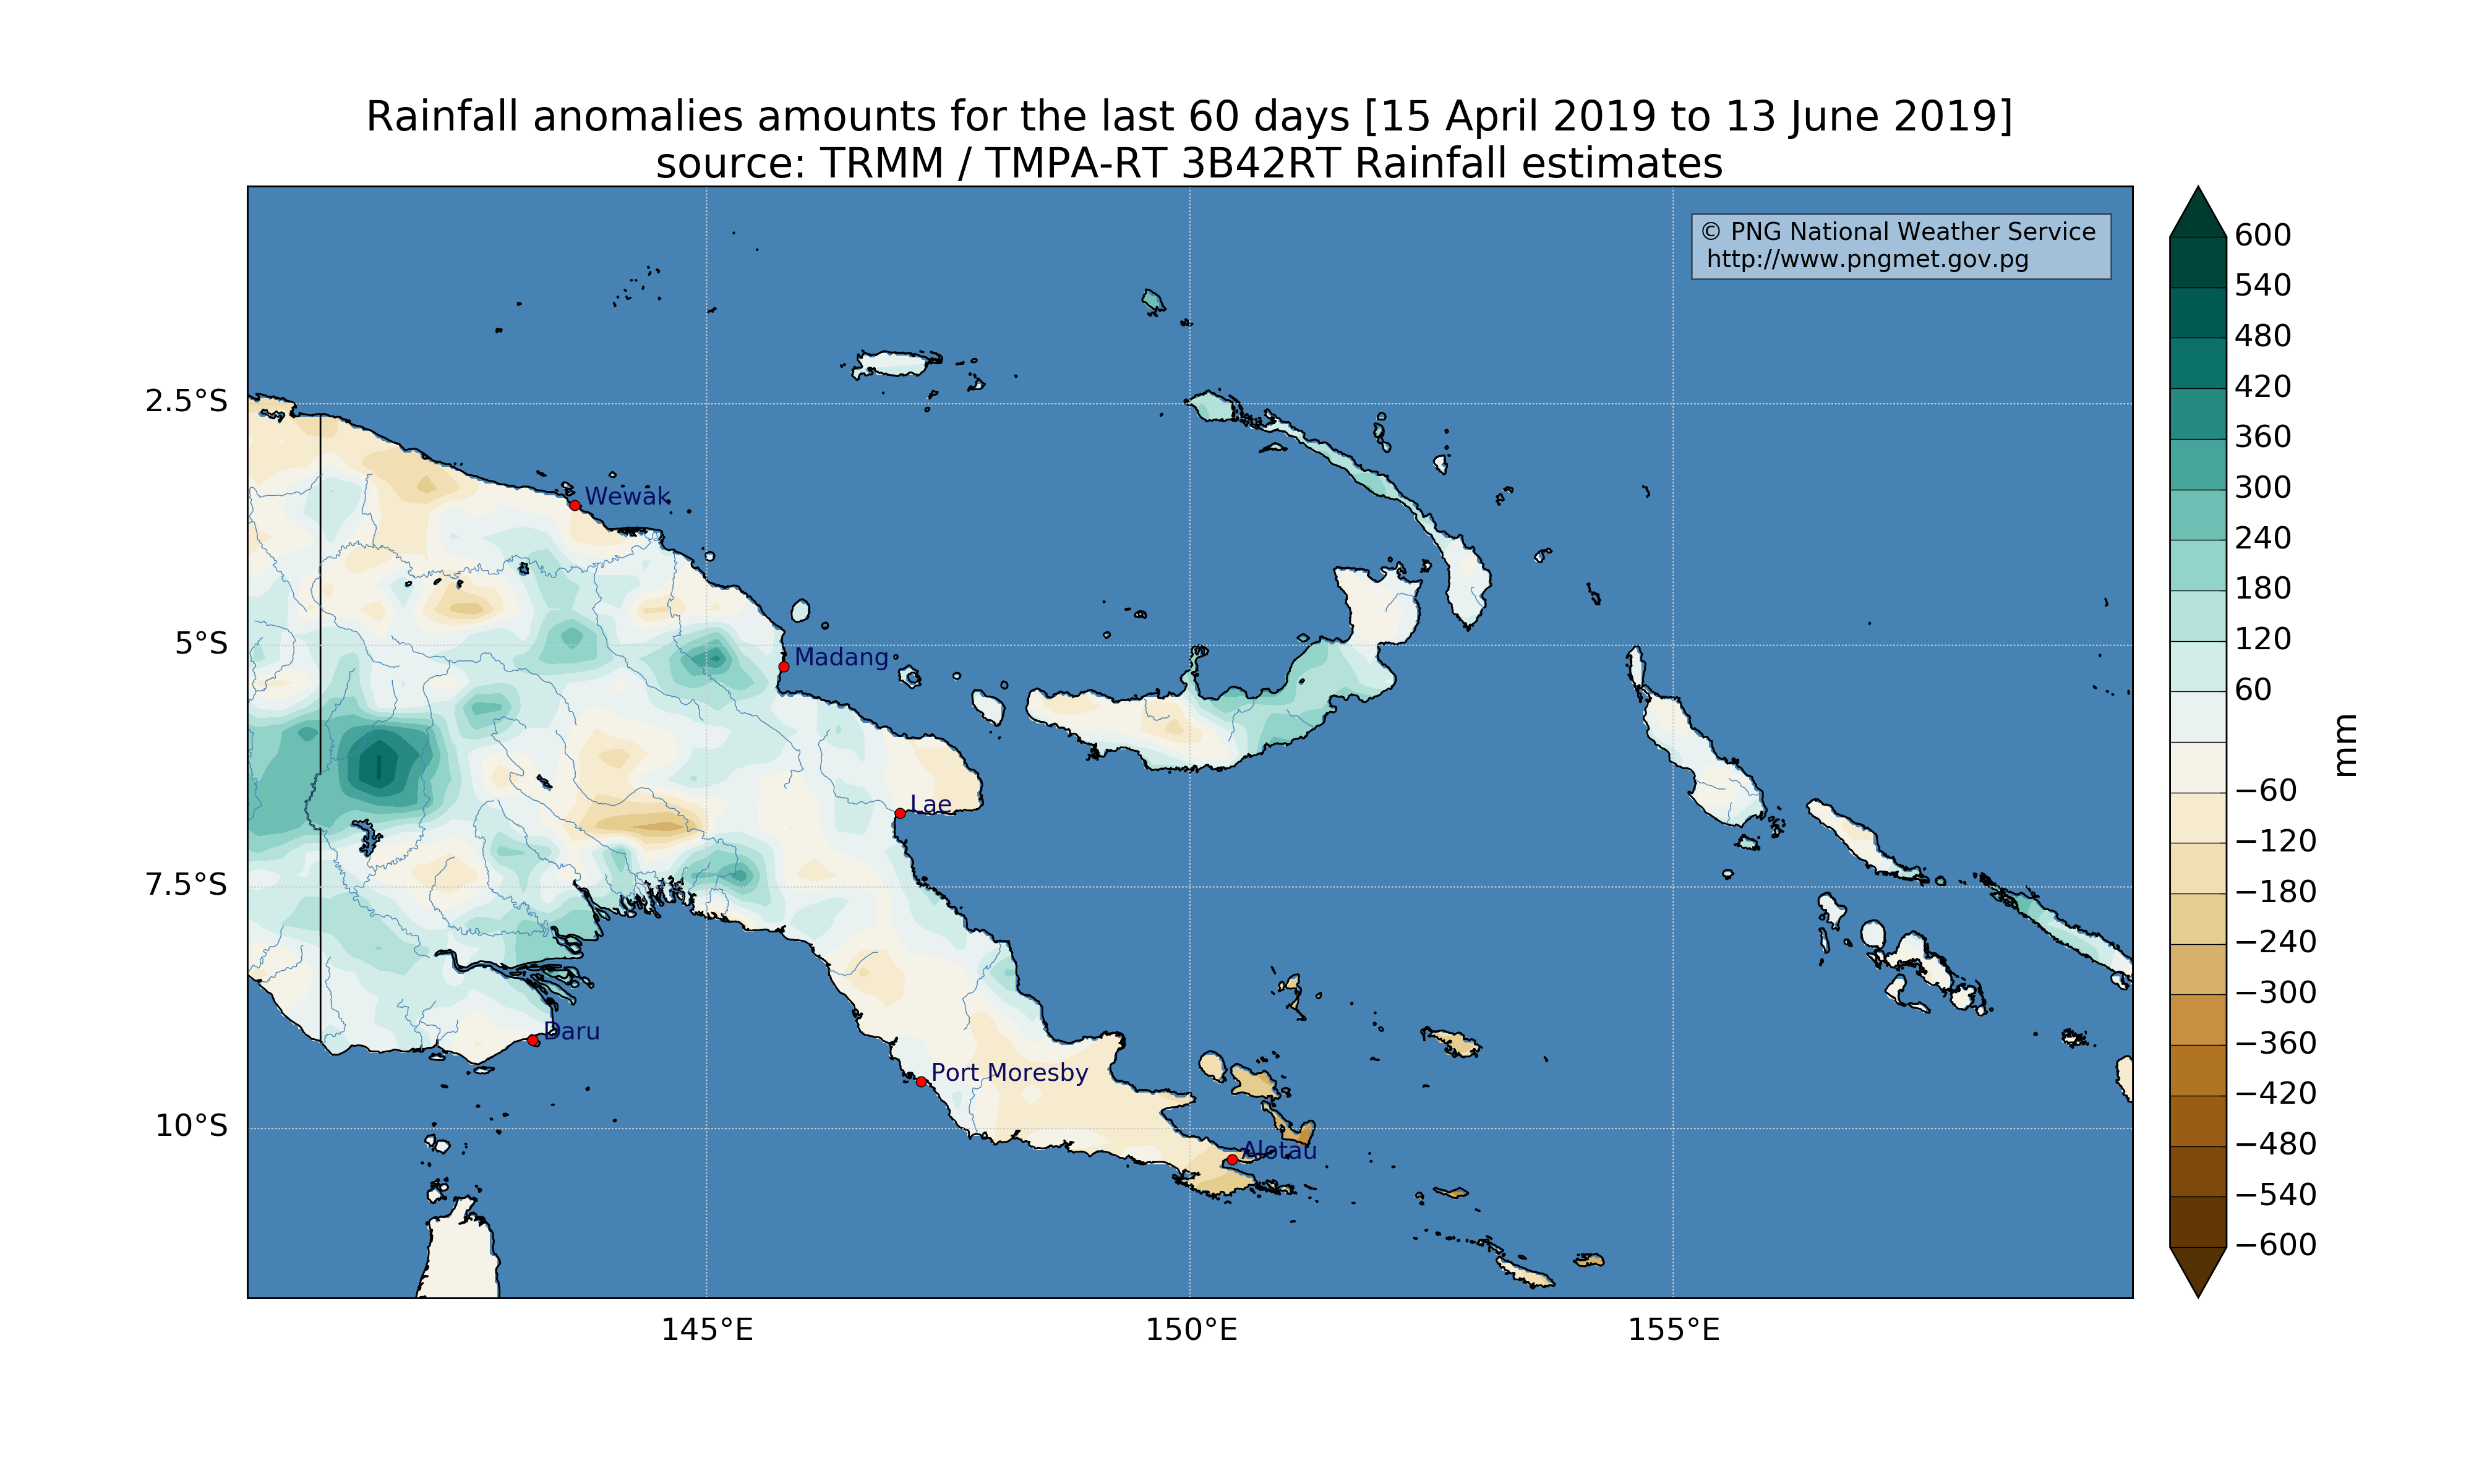 Rainfall anomalies amounts for the last 60 days [15 April 2019 to 13 June 2019]
source: TRMM / TMPA-RT 3B42RT Rainfall estimates
© PNG National Weather Service
http://www.pngmet.gov.pg
2.5°S
5°S
7.5°S
10°S
Wewak
Madang
Lae
Daru
Port Moresby
Alotau
145°E
150°E
155°E
600
540
480
420
360
300
240
180
120
60
−60
−120
−180
−240
−300
−360
−420
−480
−540
−600
mm